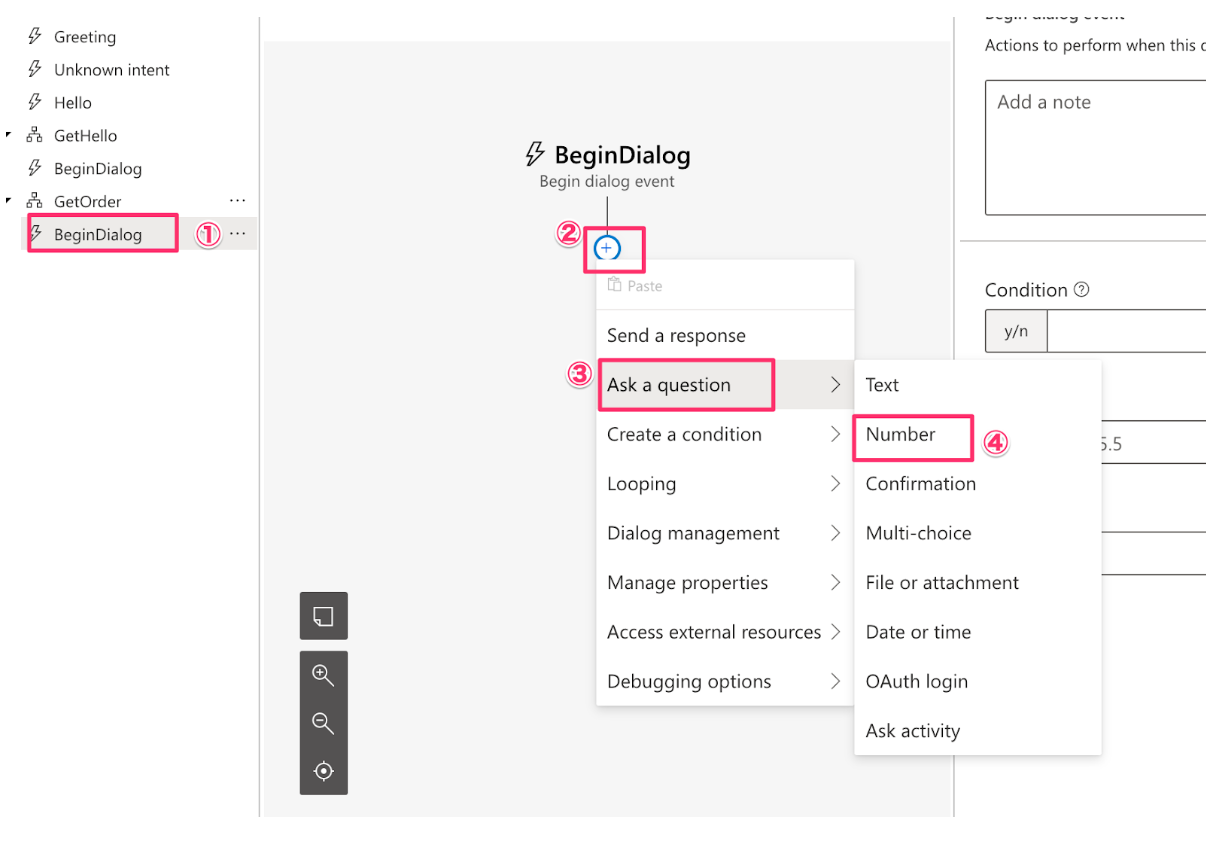 Greeting
Unknown intent
Hello
GetHello
BeginDialog
GetOrder
...
BeginDialog
①
...
BeginDialog
Begin dialog event
②
Paste
Send a response
③
Ask a question
Create a condition
Looping
Dialog management
Manage properties
Access external resources
Debugging options
Text
Number
④
Confirmation
Multi-choice
File or attachment
Date or time
OAuth login
Ask activity
Begin dialog event
Actions to perform when this
Add a note
Condition
y/n
5.5